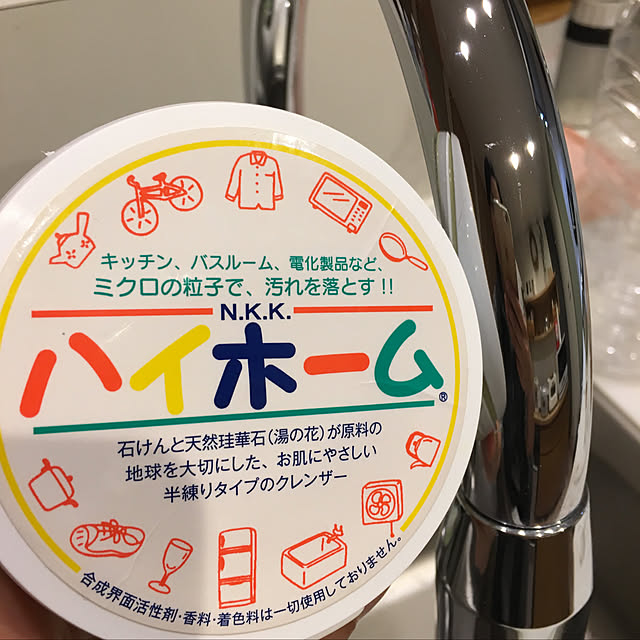 キッチン、バスルーム、電化製品など、
ミクロの粒子で、汚れを落とす!!
N.K.K.
ハイホーム®
石けんと天然珪華石(湯の花)が原料の
地球を大切にした、お肌にやさしい
半練りタイプのクレンザー
合成界面活性剤・香料・着色料は一切使用しておりません。